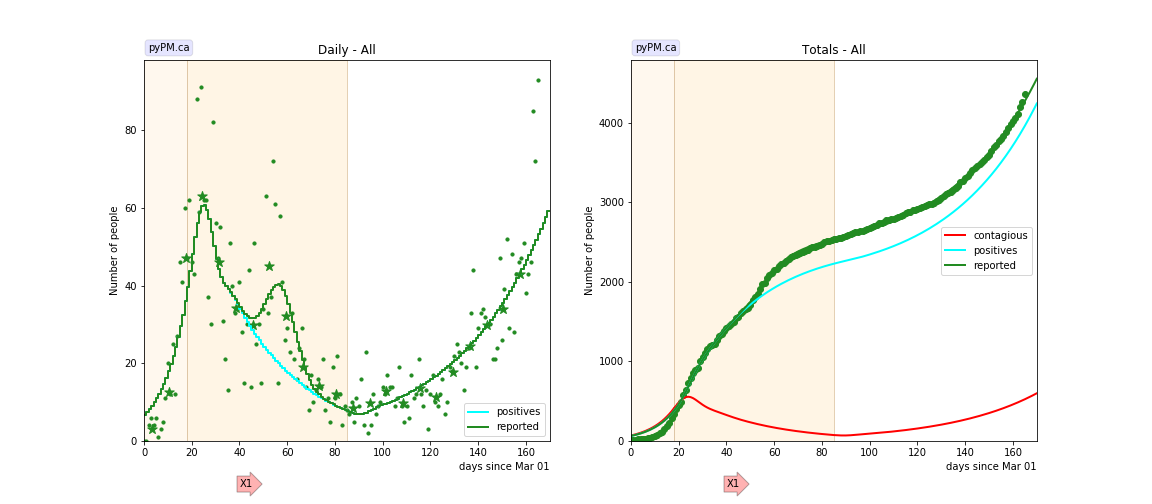 pyPM.ca
Daily - All
Number of people
80
60
40
20
0
0 20 40 60 80 100 120 140 160
days since Mar 01
positives
reported
X1
pyPM.ca
Totals - All
Number of people
4000
3000
2000
1000
0
0 20 40 60 80 100 120 140 160
days since Mar 01
contagious
positives
reported
X1